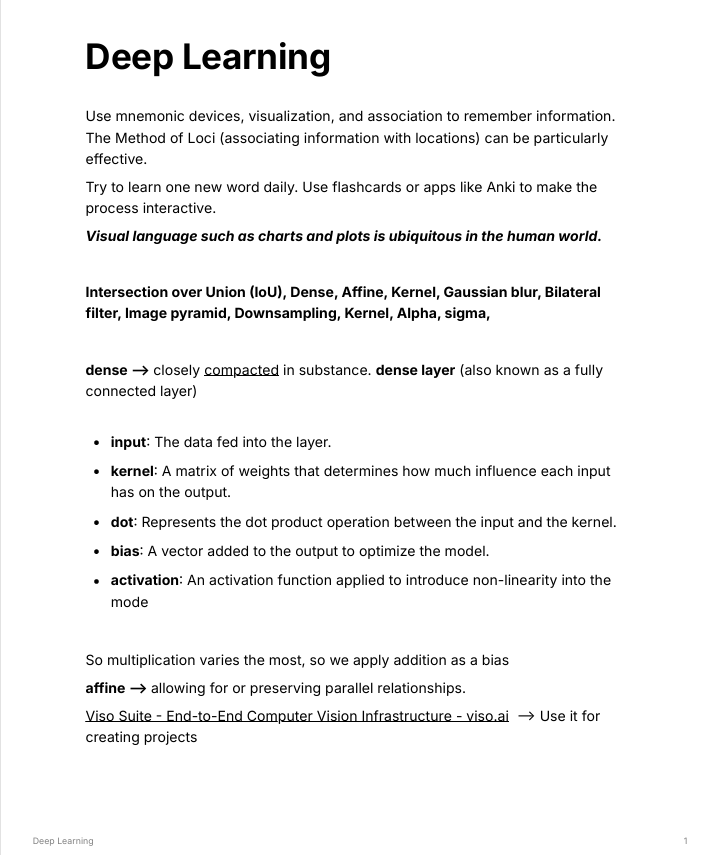 Deep Learning
Use mnemonic devices, visualization, and association to remember information.
The Method of Loci (associating information with locations) can be particularly
effective.
Try to learn one new word daily. Use flashcards or apps like Anki to make the
process interactive.
Visual language such as charts and plots is ubiquitous in the human world.
Intersection over Union (IoU), Dense, Affine, Kernel, Gaussian blur, Bilateral
filter, Image pyramid, Downsampling, Kernel, Alpha, sigma,
dense → closely compacted in substance. dense layer (also known as a fully
connected layer)
• input: The data fed into the layer.
• kernel: A matrix of weights that determines how much influence each input
has on the output.
• dot: Represents the dot product operation between the input and the kernel.
• bias: A vector added to the output to optimize the model.
• activation: An activation function applied to introduce non-linearity into the
mode
So multiplication varies the most, so we apply addition as a bias
affine → allowing for or preserving parallel relationships.
Viso Suite - End-to-End Computer Vision Infrastructure - viso.ai → Use it for
creating projects
Deep Learning 1